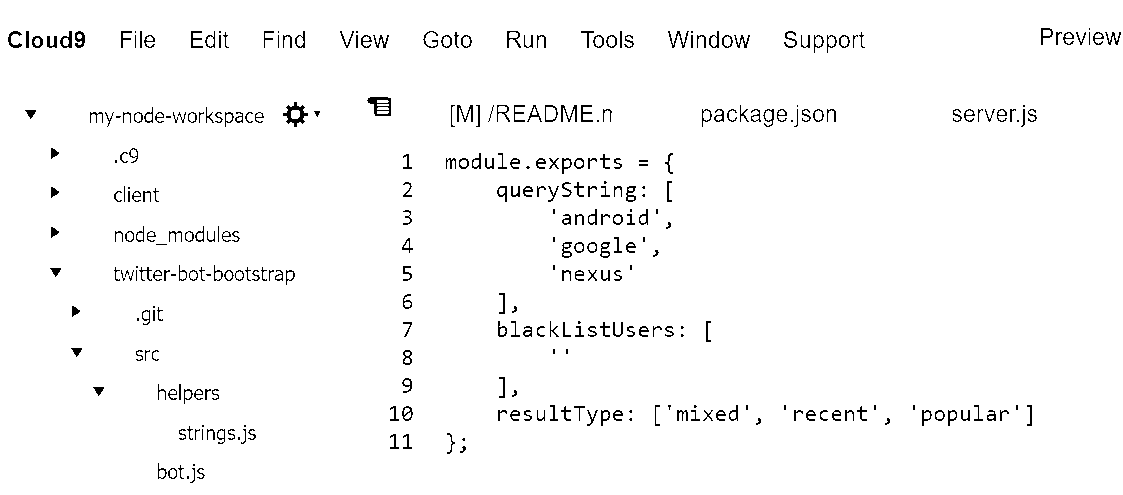 Cloud9 File Edit Find View Goto Run Tools Window Support Preview
my-node-workspace
.c9
client
node_modules
twitter-bot-bootstrap
.git
src
helpers
strings.js
bot.js
[M] /README.n package.json server.js
1 module.exports = {
2 queryString: [
3 'android',
4 'google',
5 'nexus'
6 ],
7 blackListUsers: [
8 ''
9 ],
10 resultType: ['mixed', 'recent', 'popular']
11 };